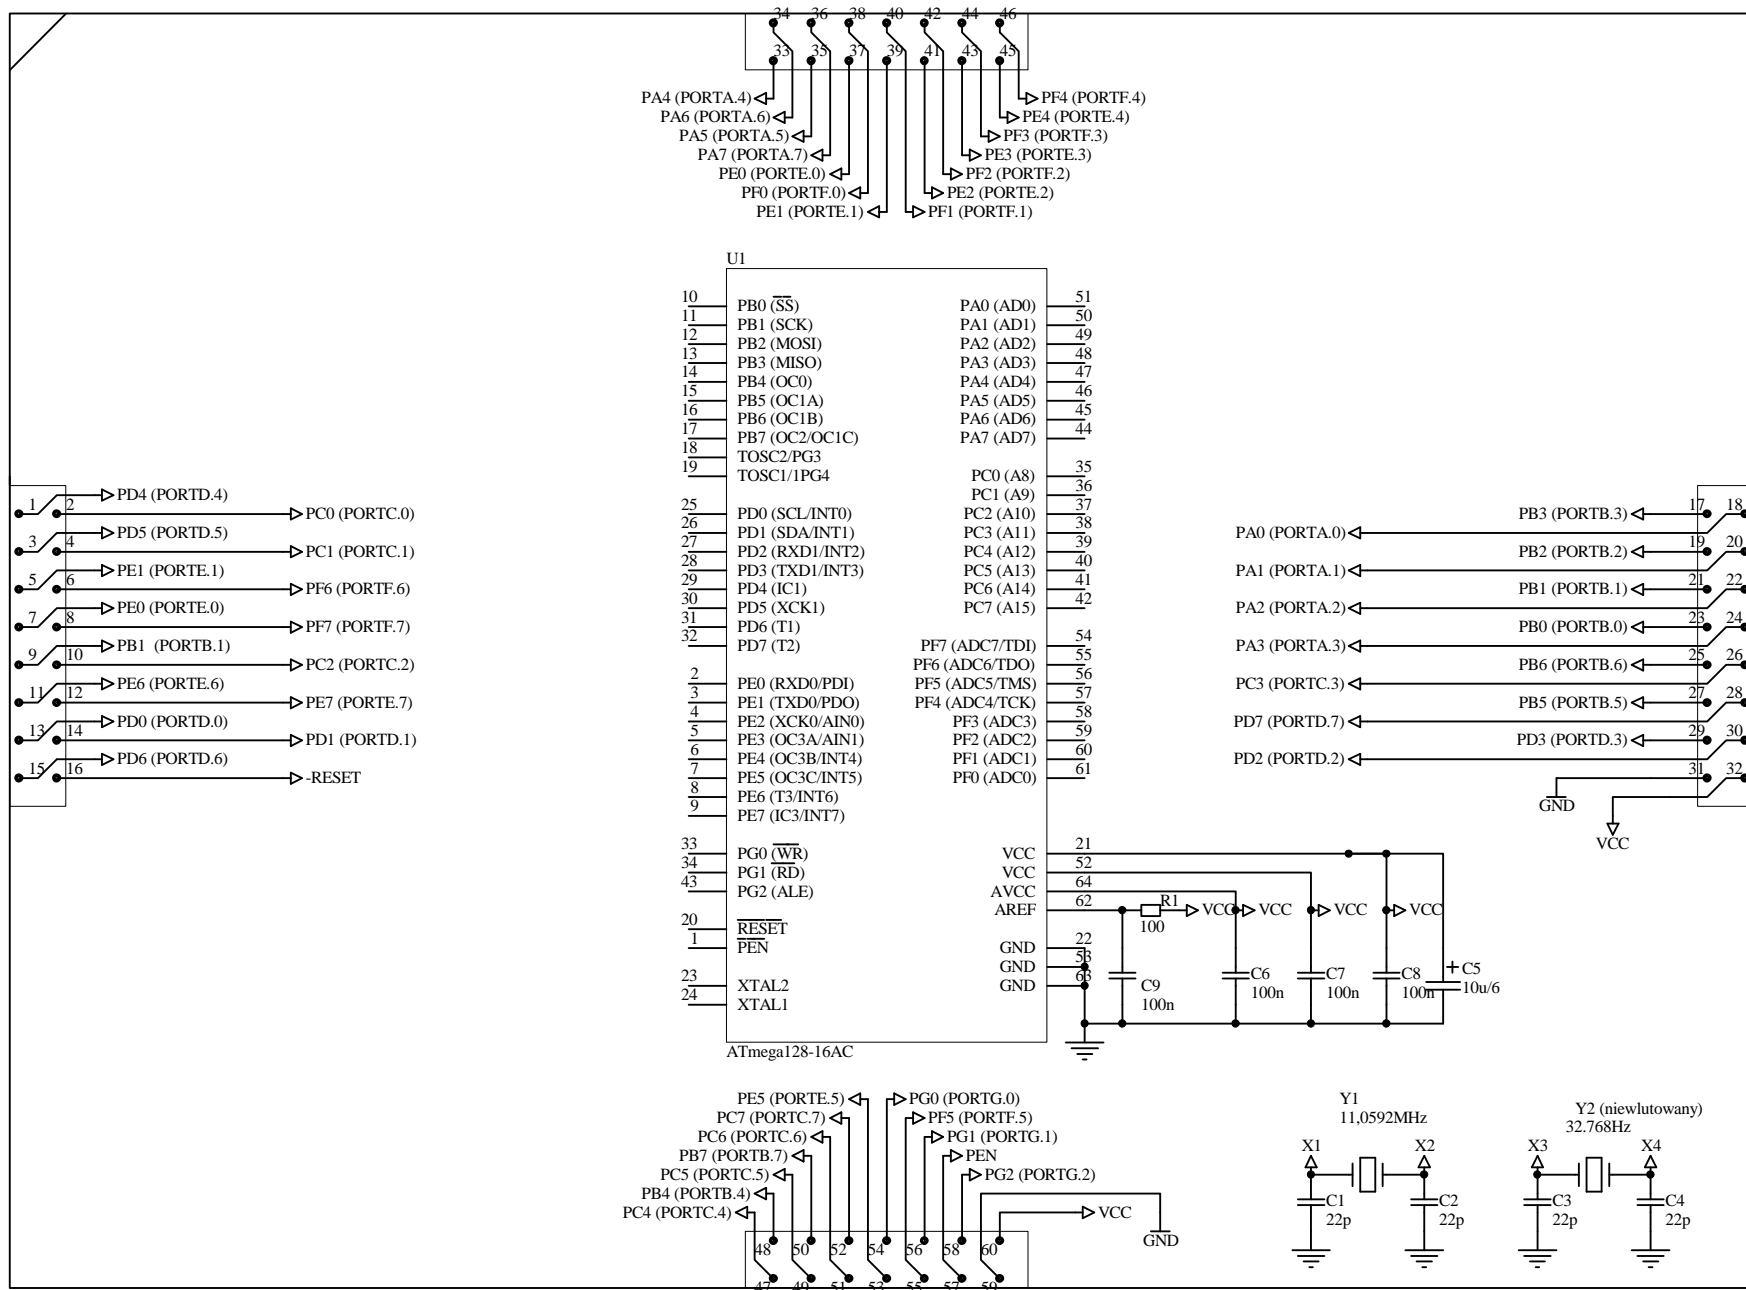 34 36 38 40 42 44 46
33 35 37 39 41 43 45
PA4 (PORTA.4) PF4 (PORTF.4)
PA6 (PORTA.6) PE4 (PORTE.4)
PA5 (PORTA.5) PF3 (PORTF.3)
PA7 (PORTA.7) PE3 (PORTE.3)
PE0 (PORTE.0) PF2 (PORTF.2)
PF0 (PORTF.0) PE2 (PORTE.2)
PE1 (PORTE.1) PF1 (PORTF.1)
U1
10 PB0 (SS) PA0 (AD0) 51
11 PB1 (SCK) PA1 (AD1) 50
12 PB2 (MOSI) PA2 (AD2) 49
13 PB3 (MISO) PA3 (AD3) 48
14 PB4 (OC0) PA4 (AD4) 47
15 PB5 (OC1A) PA5 (AD5) 46
16 PB6 (OC1B) PA6 (AD6) 45
17 PB7 (OC2/OC1C) PA7 (AD7) 44
18 TOSC2/PG3
19 TOSC1/1PG4 PC0 (A8) 35
PC1 (A9) 36
25 PD0 (SCL/INT0) PC2 (A10) 37
26 PD1 (SDA/INT1) PC3 (A11) 38
27 PD2 (RXD1/INT2) PC4 (A12) 39
28 PD3 (TXD1/INT3) PC5 (A13) 40
29 PD4 (IC1) PC6 (A14) 41
30 PD5 (XCK1) PC7 (A15) 42
31 PD6 (T1)
32 PD7 (T2) PF7 (ADC7/TDI) 54
PF6 (ADC6/TDO) 55
2 PE0 (RXD0/PDI) PF5 (ADC5/TMS) 56
3 PE1 (TXD0/PDO) PF4 (ADC4/TCK) 57
4 PE2 (XCK0/AIN0) PF3 (ADC3) 58
5 PE3 (OC3A/AIN1) PF2 (ADC2) 59
6 PE4 (OC3B/INT4) PF1 (ADC1) 60
7 PE5 (OC3C/INT5) PF0 (ADC0) 61
8 PE6 (T3/INT6)
9 PE7 (IC3/INT7)
33 PG0 (WR) VCC 21
34 PG1 (RD) VCC 52
43 PG2 (ALE) AVCC 64
AREF 62
20 RESET
1 PEN GND 22
GND 53
23 XTAL2 GND 63
24 XTAL1
ATmega128-16AC
PD4 (PORTD.4)
1 2 PC0 (PORTC.0)
PD5 (PORTD.5)
3 4 PC1 (PORTC.1)
PE1 (PORTE.1)
5 6 PF6 (PORTF.6)
PE0 (PORTE.0)
7 8 PF7 (PORTF.7)
PB1 (PORTB.1)
9 10 PC2 (PORTC.2)
PE6 (PORTE.6)
11 12 PE7 (PORTE.7)
PD0 (PORTD.0)
13 14 PD1 (PORTD.1)
PD6 (PORTD.6)
15 16 -RESET
PB3 (PORTB.3) 17 18
PA0 (PORTA.0)
PB2 (PORTB.2) 19 20
PA1 (PORTA.1)
PB1 (PORTB.1) 21 22
PA2 (PORTA.2)
PB0 (PORTB.0) 23 24
PA3 (PORTA.3)
PB6 (PORTB.6) 25 26
PC3 (PORTC.3)
PB5 (PORTB.5) 27 28
PD7 (PORTD.7)
PD3 (PORTD.3) 29 30
PD2 (PORTD.2)
31 32
GND
VCC
R1 VCC VCC VCC VCC
100
C9 C6 C7 C8 + C5
100n 100n 100n 100n 10u/6
PE5 (PORTE.5) PG0 (PORTG.0)
PC7 (PORTC.7) PF5 (PORTF.5)
PC6 (PORTC.6) PG1 (PORTG.1)
PB7 (PORTB.7) PEN
PC5 (PORTC.5) PG2 (PORTG.2)
PB4 (PORTB.4)
PC4 (PORTC.4) VCC
GND
48 50 52 54 56 58 60
47 49 51 53 55 57 59
Y1
11,0592MHz
X1 X2
C1 C2
22p 22p
Y2 (niewlutowany)
32.768Hz
X3 X4
C3 C4
22p 22p